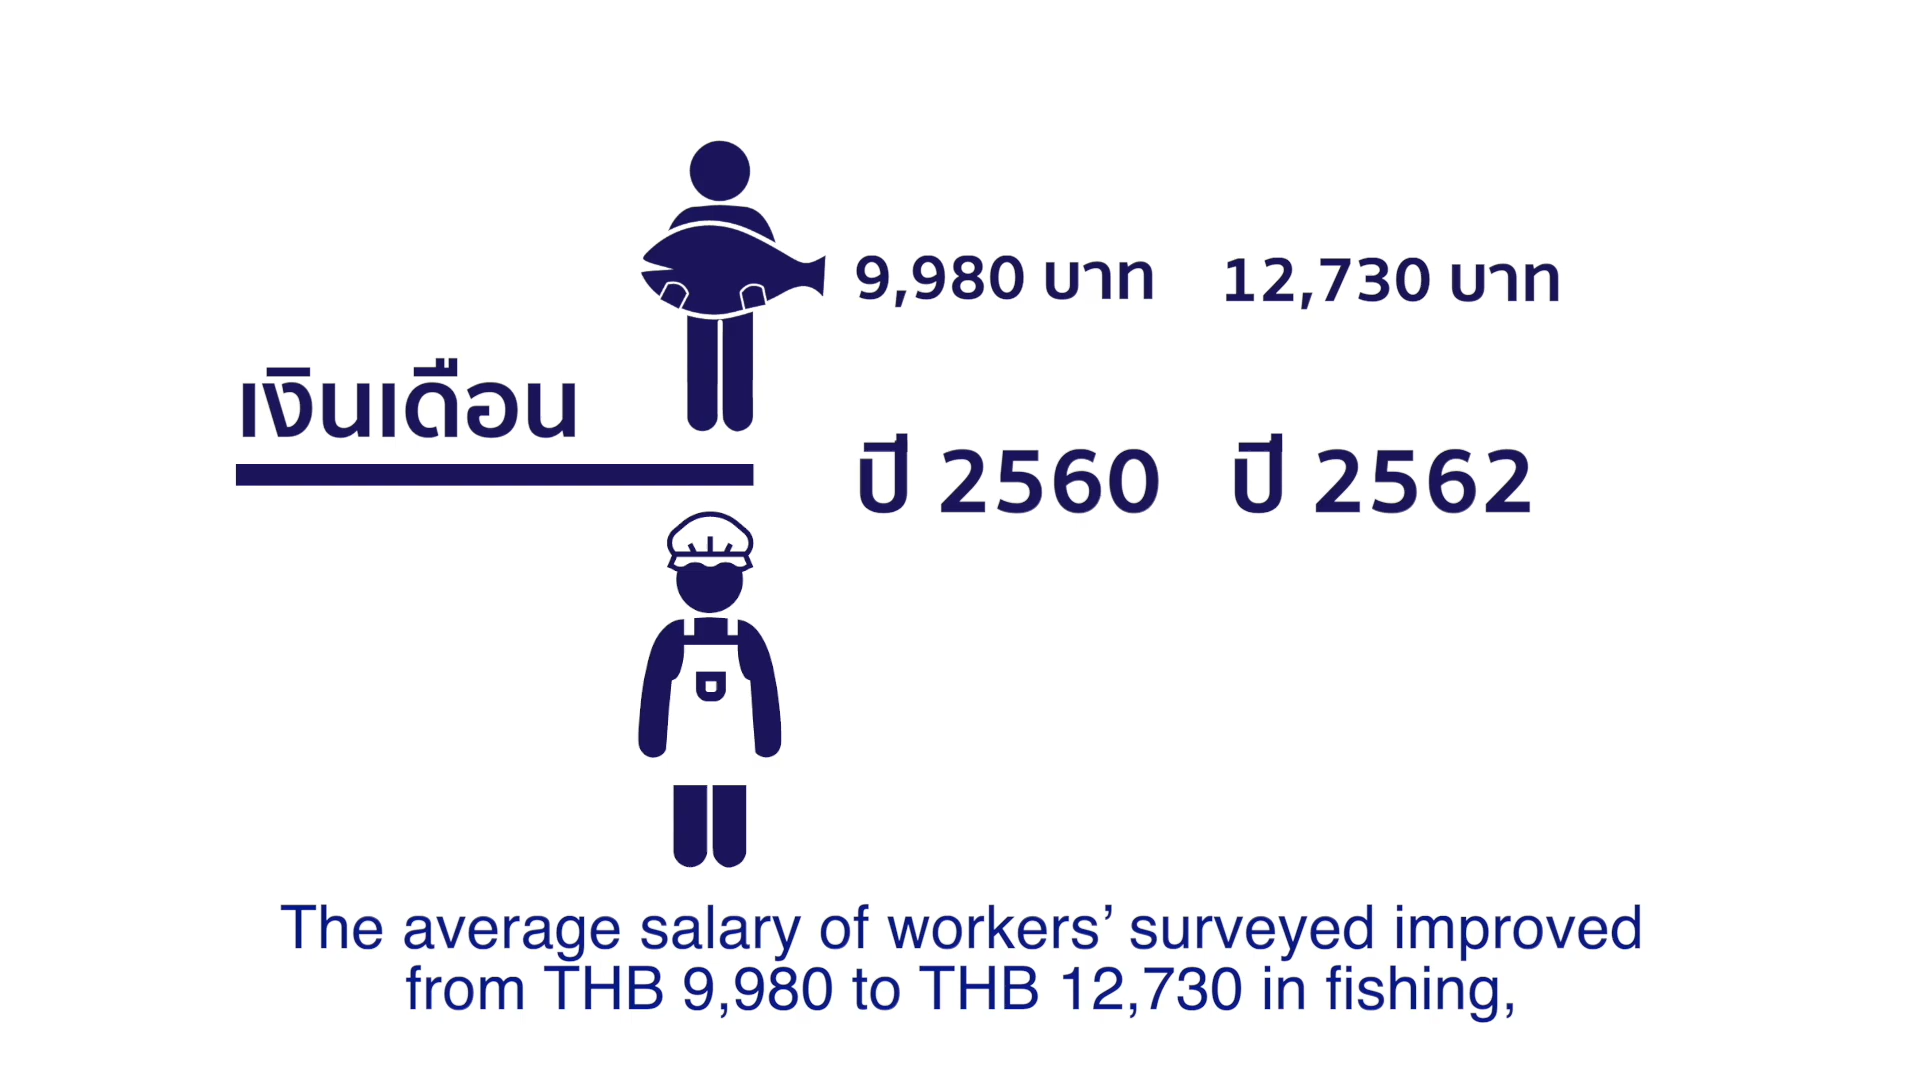 9,980 บาท 12,730 บาท
เงินเดือน
ปี 2560 ปี 2562
The average salary of workers’ surveyed improved
from THB 9,980 to THB 12,730 in fishing,